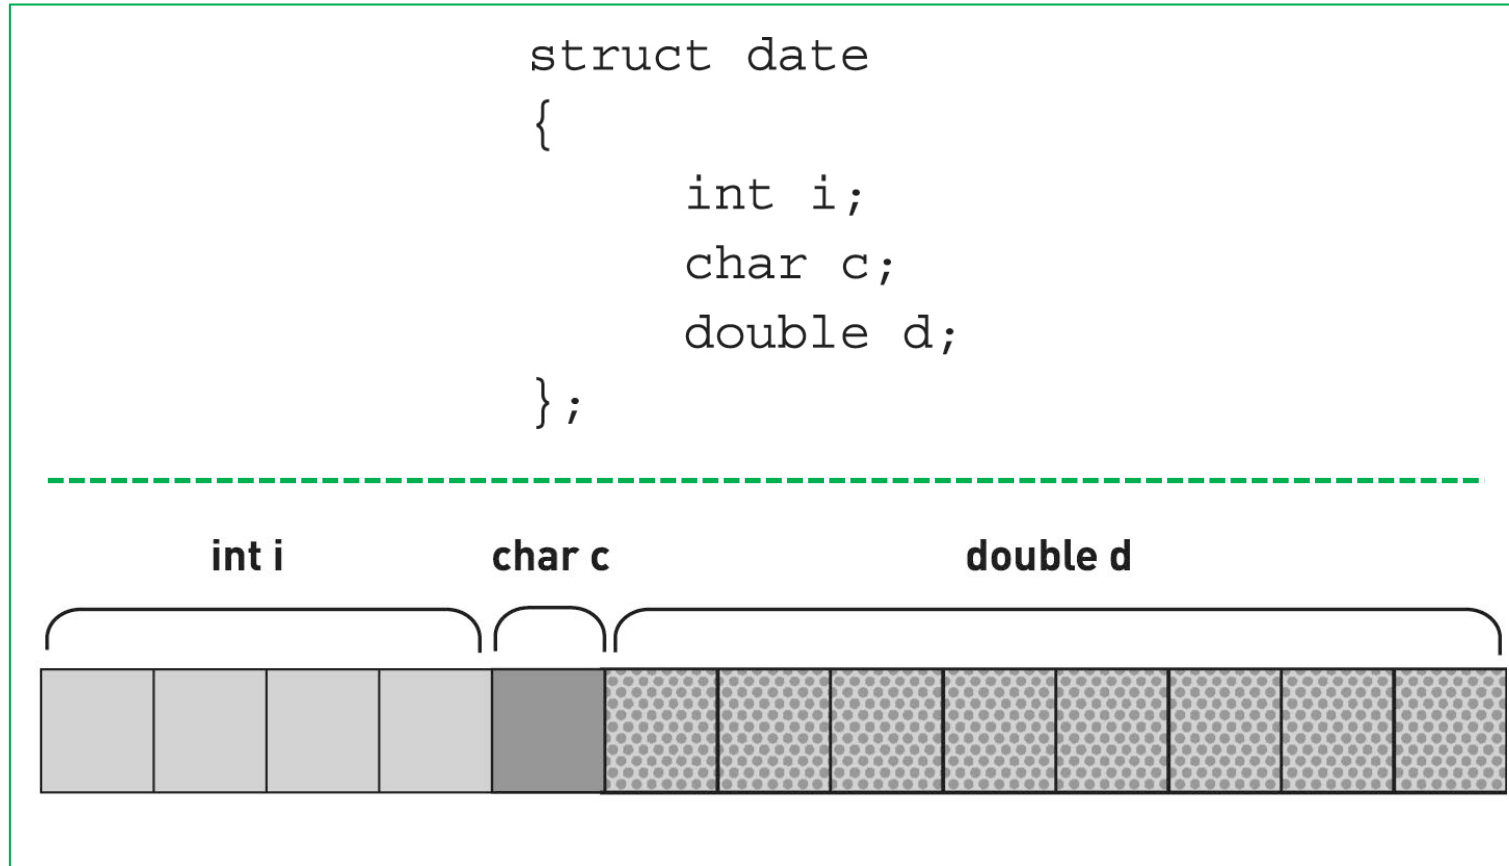 struct date
{
int i;
char c;
double d;
};
int i char c double d